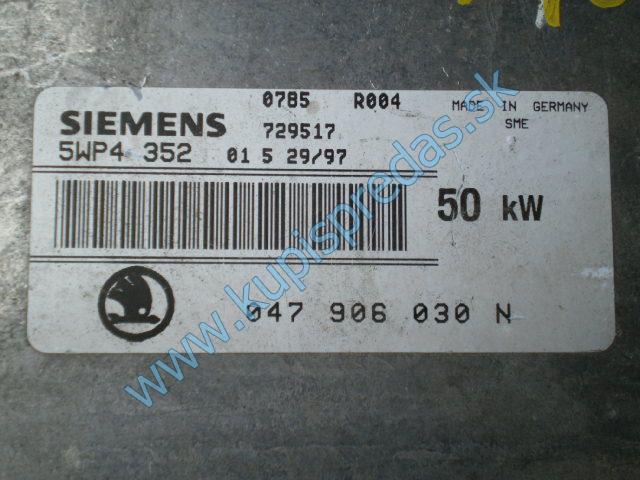 0785 R004 MADE IN GERMANY
SIEMENS 729517 SME
5WP4 352 01 5 29/97
50 kW
047 906 030 N
www.kupispredas.sk